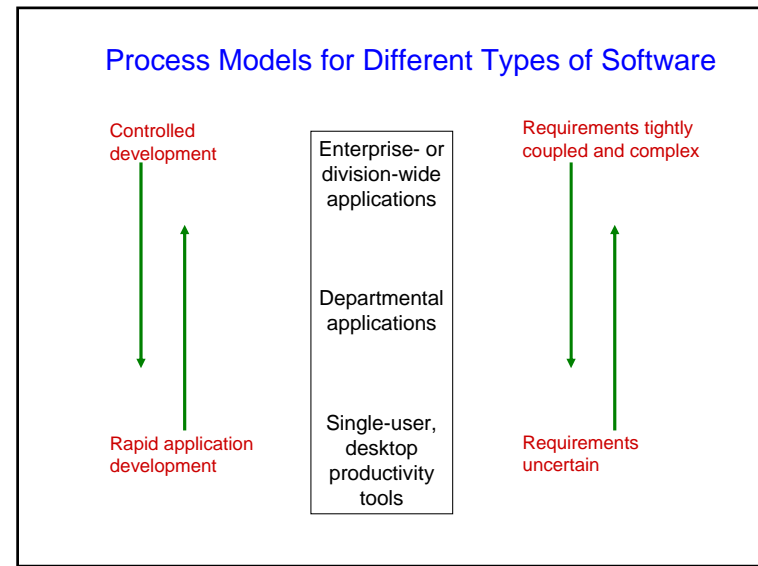 Process Models for Different Types of Software
Controlled
development
Enterprise- or
division-wide
applications
Requirements tightly
coupled and complex
Departmental
applications
Rapid application
development
Single-user,
desktop
productivity
tools
Requirements
uncertain